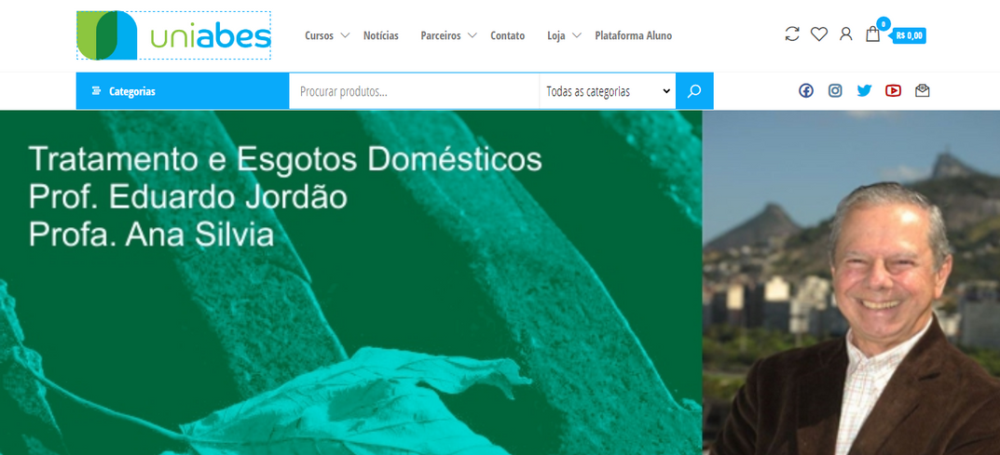 uniabes
Cursos Notícias Parceiros Contato Loja Plataforma Aluno
0
R$ 0,00
Categorias
Procurar produtos...
Todas as categorias
Tratamento e Esgotos Domésticos
Prof. Eduardo Jordão
Profa. Ana Silvia